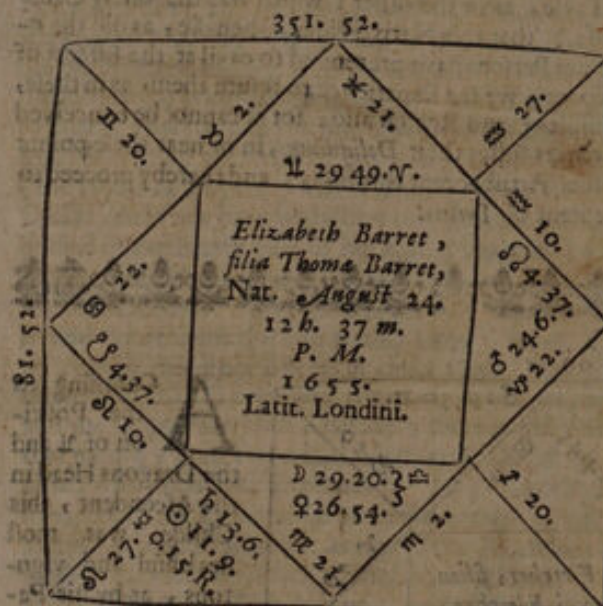 351. 52.
♊ 20.
♉ 2.
♓ 21.
♒ 27.
♃ 29 49. ♈.
♒ 10.
☊ 4. 37.
♂ 24. 6.
♑ 22.
Elizabeth Barret,
filia Thomæ Barret,
Nat. August 24.
12 h. 37 m.
P. M.
1655.
Latit. Londini.
81. 52.
♋ 22.
☋ 4. 37.
♌ 10.
☽ 29. 20. } ♎
♀ 26. 54.
♏ 2.
♐ 20.
♄ 13. 6.
☉ 11. 9.
☿ 0. 15. R.
♌ 27.
♍ 21.